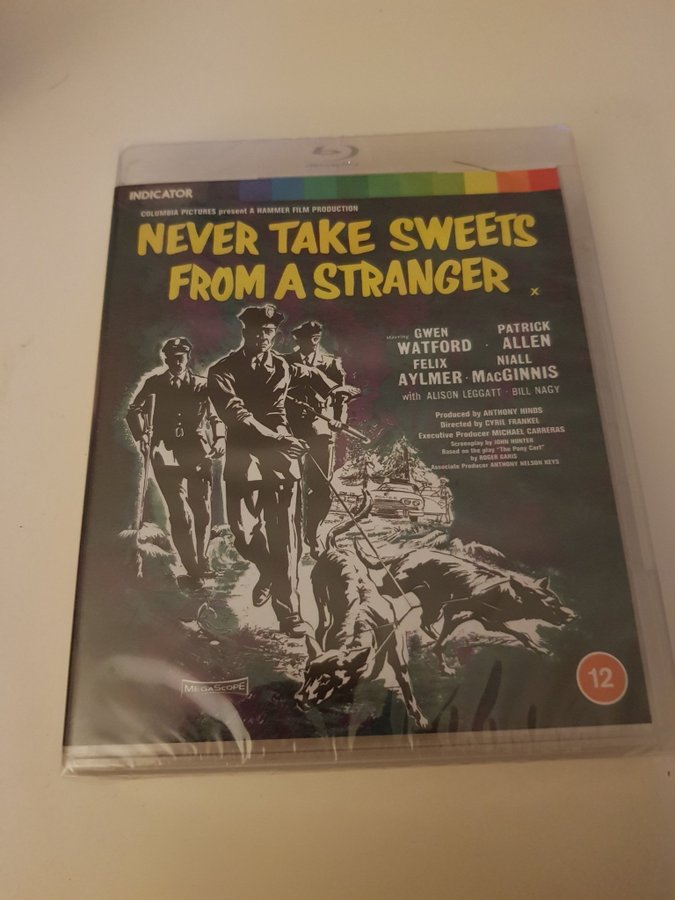 INDICATOR
COLUMBIA PICTURES present A HAMMER FILM PRODUCTION
NEVER TAKE SWEETS
FROM A STRANGER
x
starring GWEN WATFORD · PATRICK ALLEN
FELIX AYLMER · NIALL MACGINNIS
with ALISON LEGGATT · BILL NAGY
Produced by ANTHONY HINDS
Directed by CYRIL FRANKEL
Executive Producer MICHAEL CARRERAS
Screenplay by JOHN HUNTER
Based on the play "The Pony Cart"
by ROGER GARIS
Associate Producer ANTHONY NELSON KEYS
MEGASCOPE
12